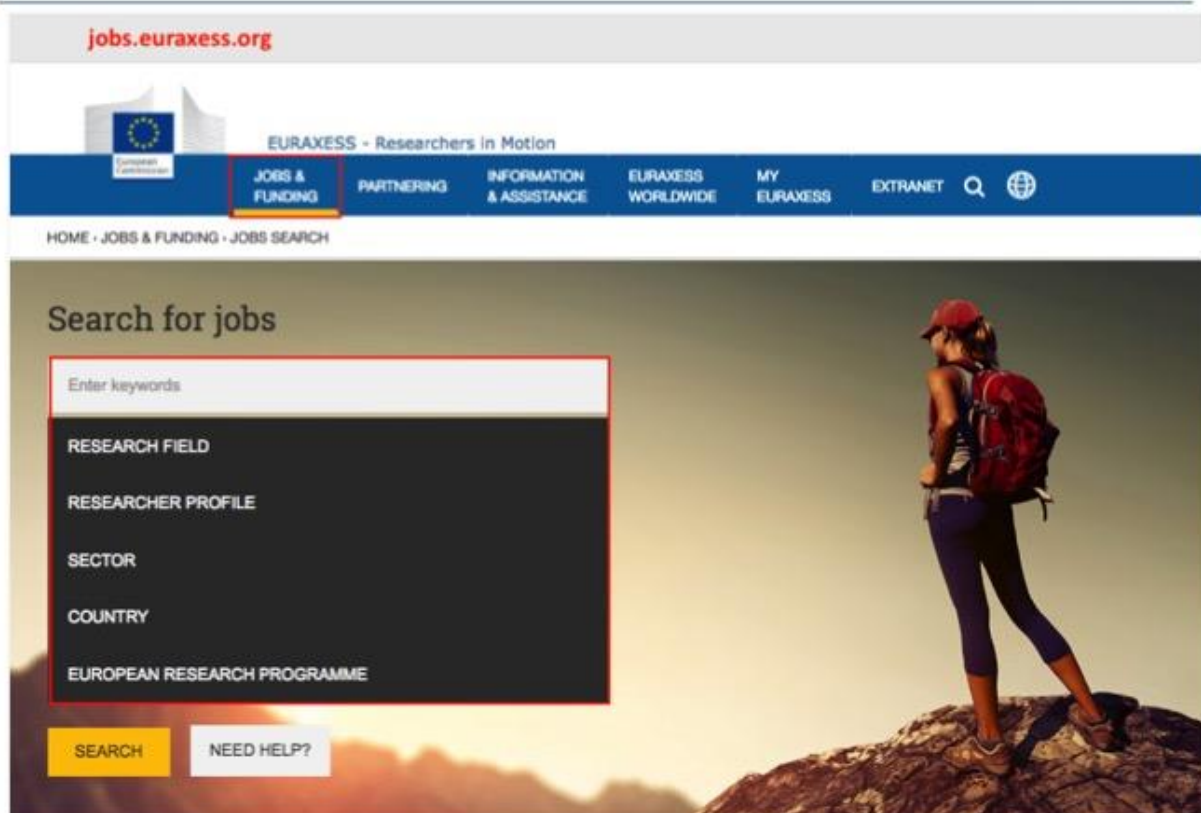 jobs.euraxess.org
European
Commission
EURAXESS - Researchers in Motion
JOBS &
FUNDING
PARTNERING
INFORMATION
& ASSISTANCE
EURAXESS
WORLDWIDE
MY
EURAXESS
EXTRANET
HOME › JOBS & FUNDING › JOBS SEARCH
Search for jobs
Enter keywords
RESEARCH FIELD
RESEARCHER PROFILE
SECTOR
COUNTRY
EUROPEAN RESEARCH PROGRAMME
SEARCH
NEED HELP?